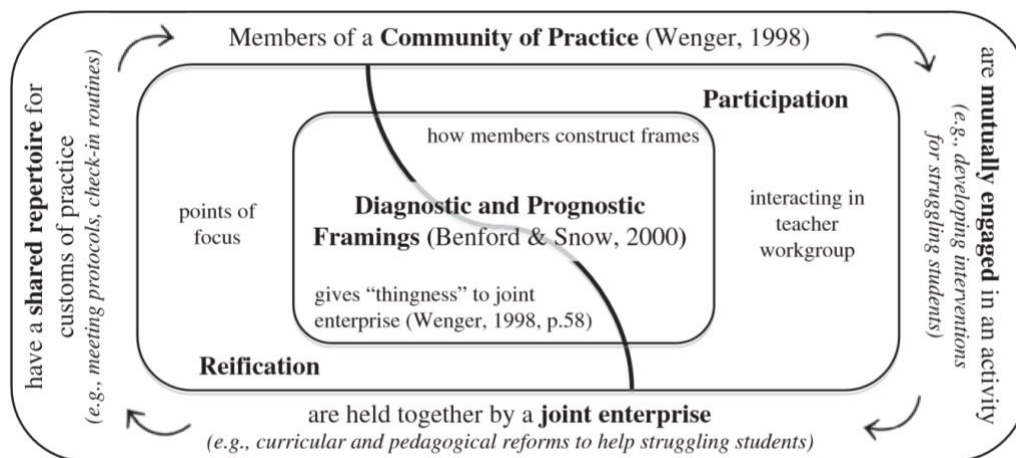 Members of a Community of Practice (Wenger, 1998)
are mutually engaged in an activity
(e.g., developing interventions
for struggling students)
Participation
how members construct frames
points of
focus
Diagnostic and Prognostic
Framings (Benford & Snow, 2000)
interacting in
teacher
workgroup
gives “thingness” to joint
enterprise (Wenger, 1998, p.58)
Reification
are held together by a joint enterprise
(e.g., curricular and pedagogical reforms to help struggling students)
have a shared repertoire for
customs of practice
(e.g., meeting protocols, check-in routines)